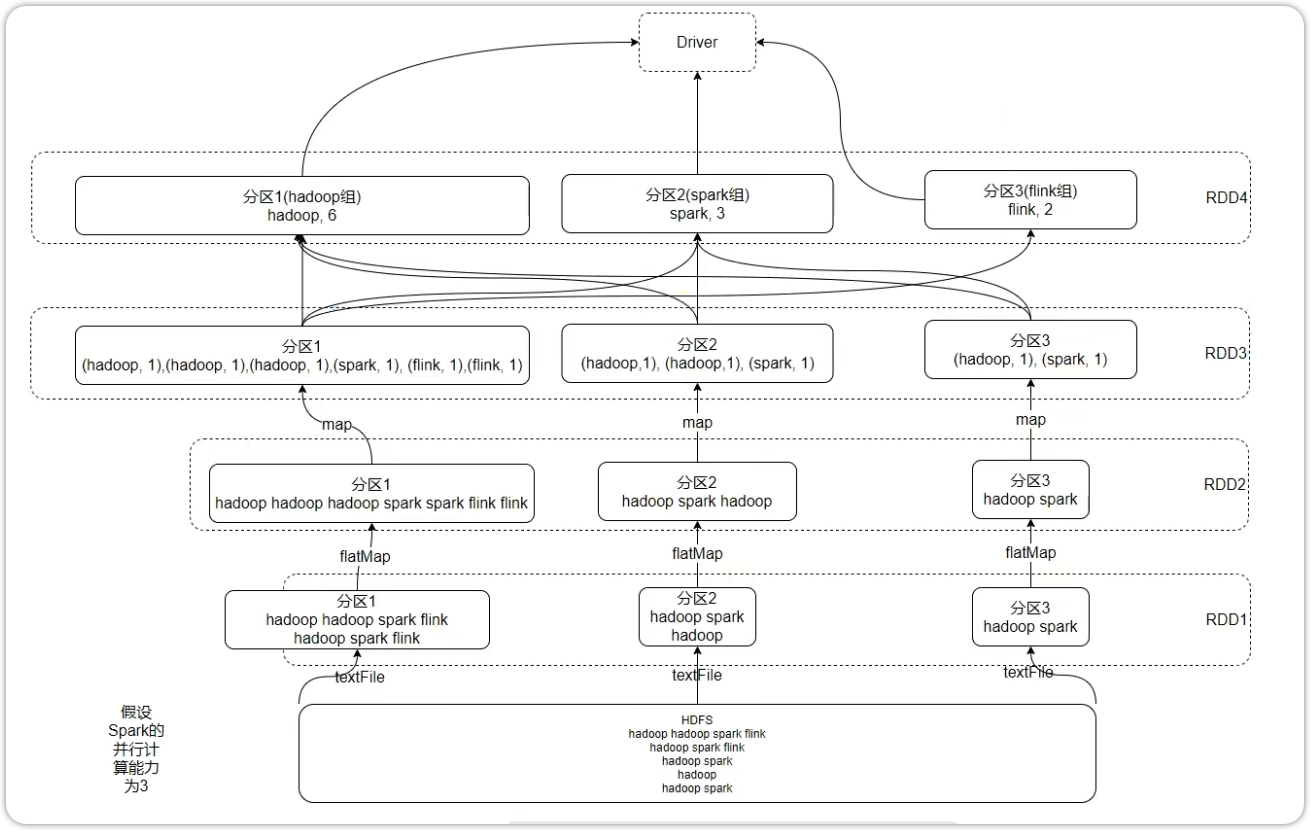 Driver
分区1(hadoop组)
hadoop, 6
分区2(spark组)
spark, 3
分区3(flink组)
flink, 2
RDD4
分区1
(hadoop, 1),(hadoop, 1),(hadoop, 1),(spark, 1), (flink, 1),(flink, 1)
分区2
(hadoop,1), (hadoop,1), (spark, 1)
分区3
(hadoop, 1), (spark, 1)
RDD3
map
map
map
分区1
hadoop hadoop hadoop spark spark flink flink
分区2
hadoop spark hadoop
分区3
hadoop spark
RDD2
flatMap
flatMap
flatMap
分区1
hadoop hadoop spark flink
hadoop spark flink
分区2
hadoop spark
hadoop
分区3
hadoop spark
RDD1
textFile
textFile
textFile
假设
Spark的
并行计
算能力
为3
HDFS
hadoop hadoop spark flink
hadoop spark flink
hadoop spark
hadoop
hadoop spark